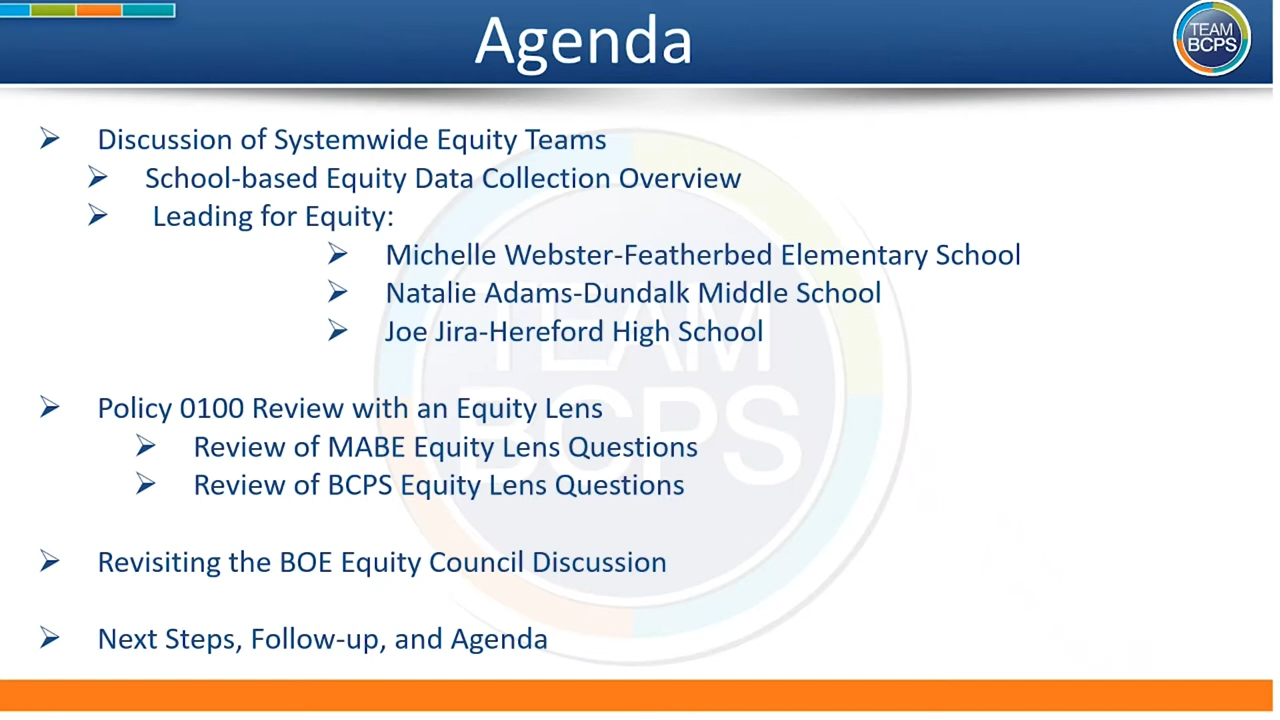 Agenda
TEAM
BCPS
Discussion of Systemwide Equity Teams
School-based Equity Data Collection Overview
Leading for Equity:
Michelle Webster-Featherbed Elementary School
Natalie Adams-Dundalk Middle School
Joe Jira-Hereford High School
Policy 0100 Review with an Equity Lens
Review of MABE Equity Lens Questions
Review of BCPS Equity Lens Questions
Revisiting the BOE Equity Council Discussion
Next Steps, Follow-up, and Agenda
TEAM
BCPS